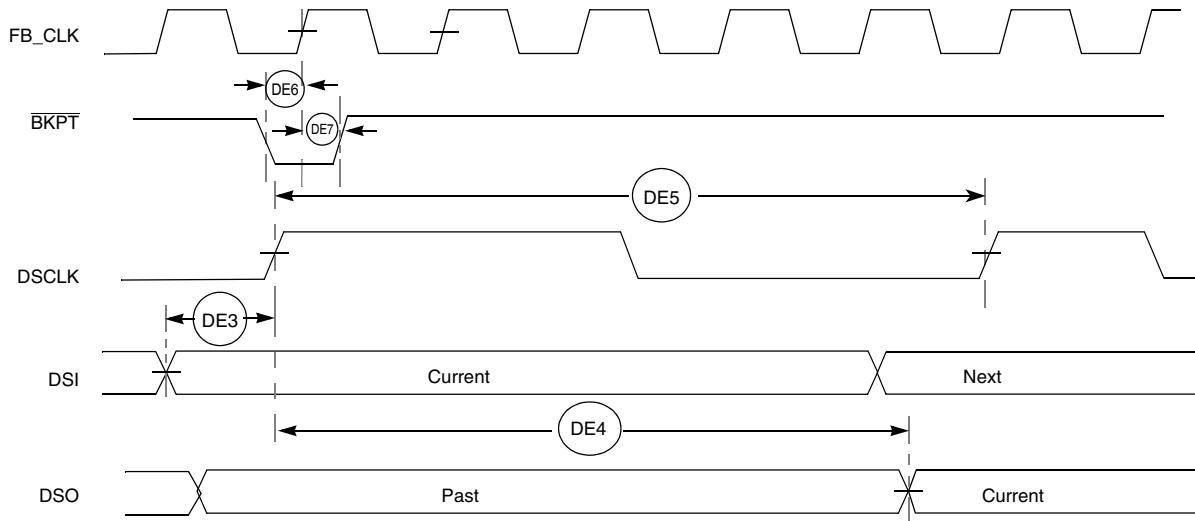 FB_CLK
DE6
BKPT
DE7
DE5
DSCLK
DE3
DSI
Current
Next
DE4
DSO
Past
Current